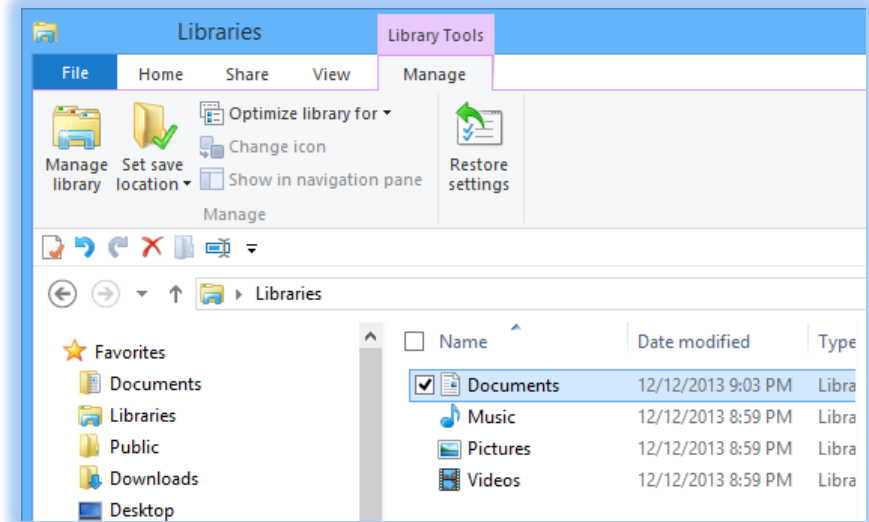 Libraries
Library Tools
File Home Share View Manage
Manage library
Set save location
Optimize library for
Change icon
Show in navigation pane
Restore settings
Manage
Libraries
Favorites
Documents
Libraries
Public
Downloads
Desktop
Name Date modified Type
Documents 12/12/2013 9:03 PM Libra
Music 12/12/2013 8:59 PM Libra
Pictures 12/12/2013 8:59 PM Libra
Videos 12/12/2013 8:59 PM Libra